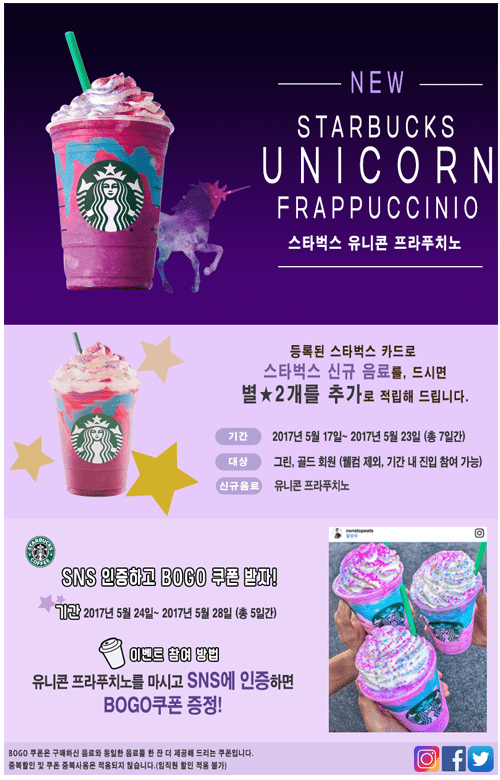 NEW
STARBUCKS
UNICORN
FRAPPUCCINIO
스타벅스 유니콘 프라푸치노
등록된 스타벅스 카드로
스타벅스 신규 음료를, 드시면
별★2개를 추가로 적립해 드립니다.
기간 2017년 5월 17일~ 2017년 5월 23일 (총 7일간)
대상 그린, 골드 회원 (웰컴 제외, 기간 내 진입 참여 가능)
신규음료 유니콘 프라푸치노
STARBUCKS
COFFEE
SNS 인증하고 BOGO 쿠폰 받자!
기간 2017년 5월 24일~ 2017년 5월 28일 (총 5일간)
이벤트 참여 방법
유니콘 프라푸치노를 마시고 SNS에 인증하면
BOGO쿠폰 증정!
nonstopeats
BOGO 쿠폰은 구매하신 음료와 동일한 음료를 한 잔 더 제공해 드리는 쿠폰입니다.
중복할인 및 쿠폰 중복사용은 적용되지 않습니다.(임직원 할인 적용 불가)